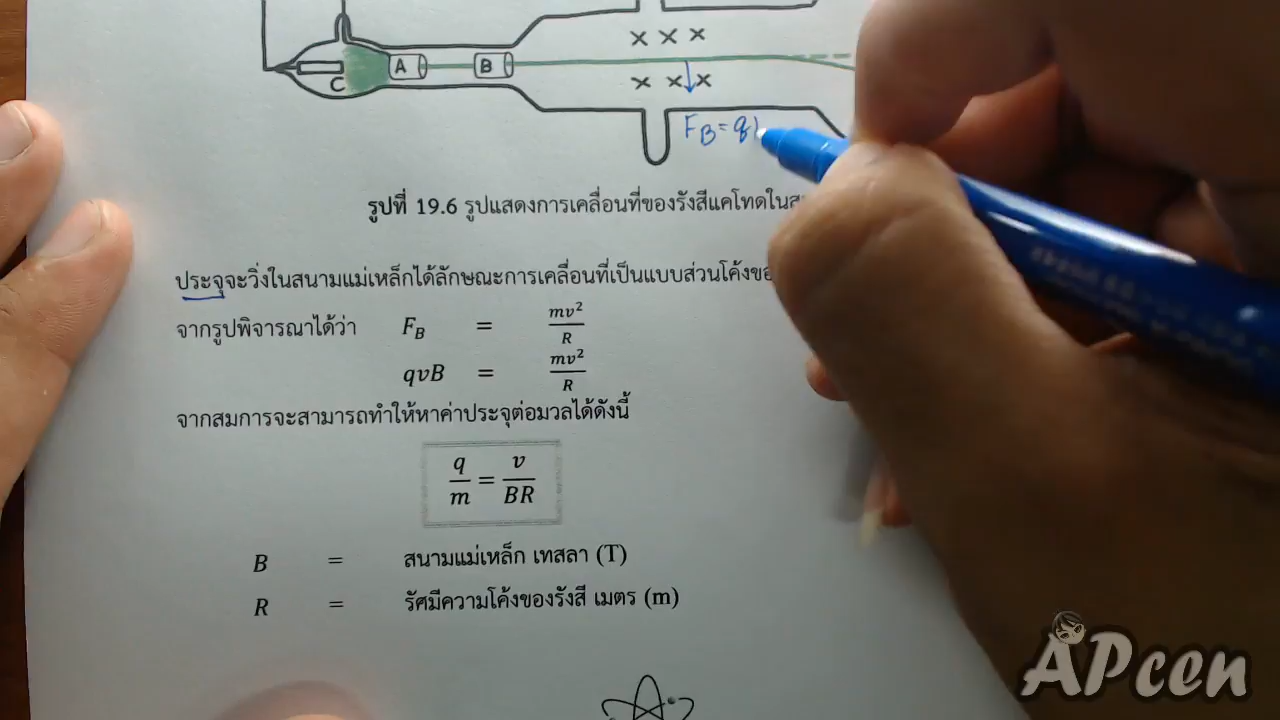 × × ×
A B
C × × ×
F_B = q
รูปที่ 19.6 รูปแสดงการเคลื่อนที่ของรังสีแคโทดใน
ประจุจะวิ่งในสนามแม่เหล็กได้ลักษณะการเคลื่อนที่เป็นแบบส่วนโค้ง
จากรูปพิจารณาได้ว่า F_B = mv²/R
qvB = mv²/R
จากสมการจะสามารถทำให้หาค่าประจุต่อมวลได้ดังนี้
q/m = v/BR
B = สนามแม่เหล็ก เทสลา (T)
R = รัศมีความโค้งของรังสี เมตร (m)
APcen